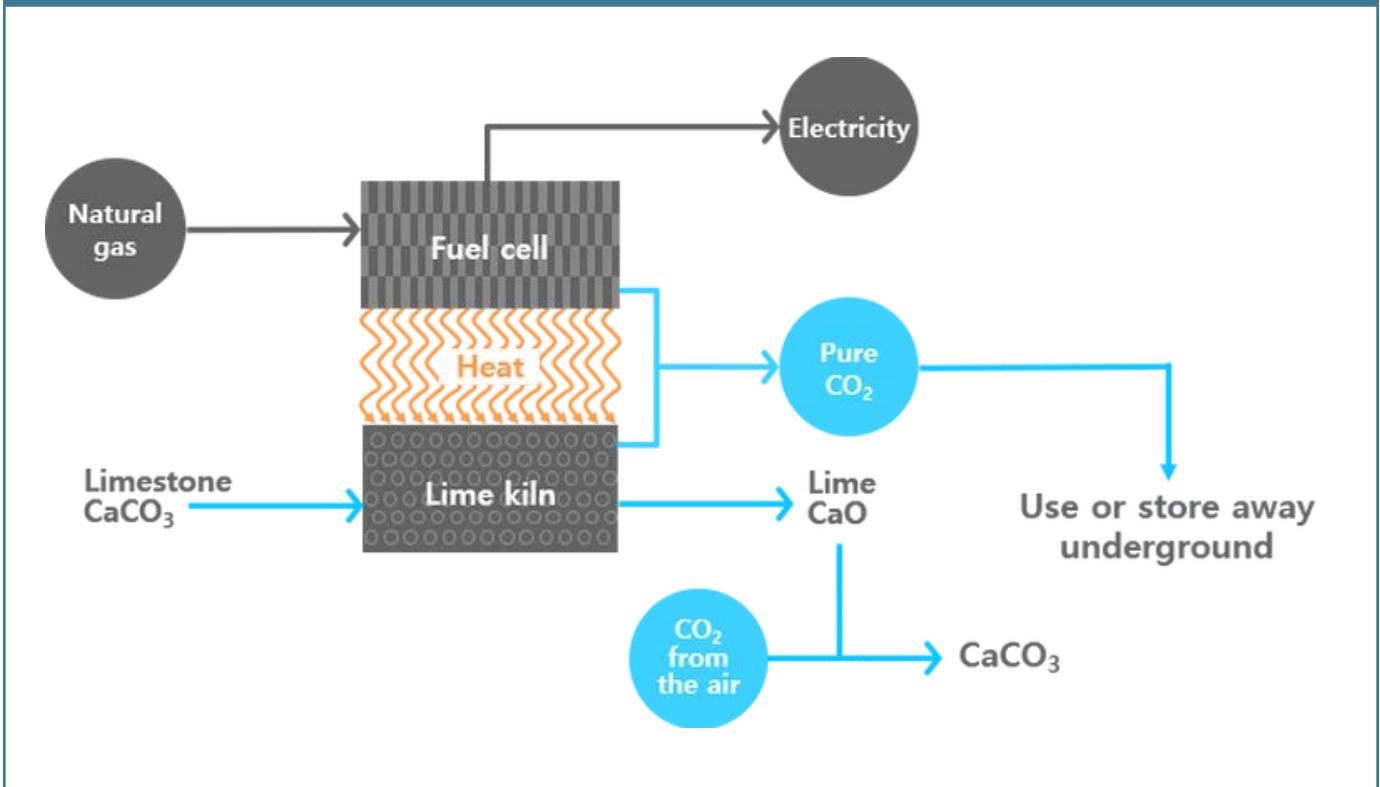 Electricity
Natural
gas
Fuel cell
Heat
Pure
CO₂
Limestone
CaCO₃
Lime kiln
Lime
CaO
Use or store away
underground
CO₂
from
the air
CaCO₃